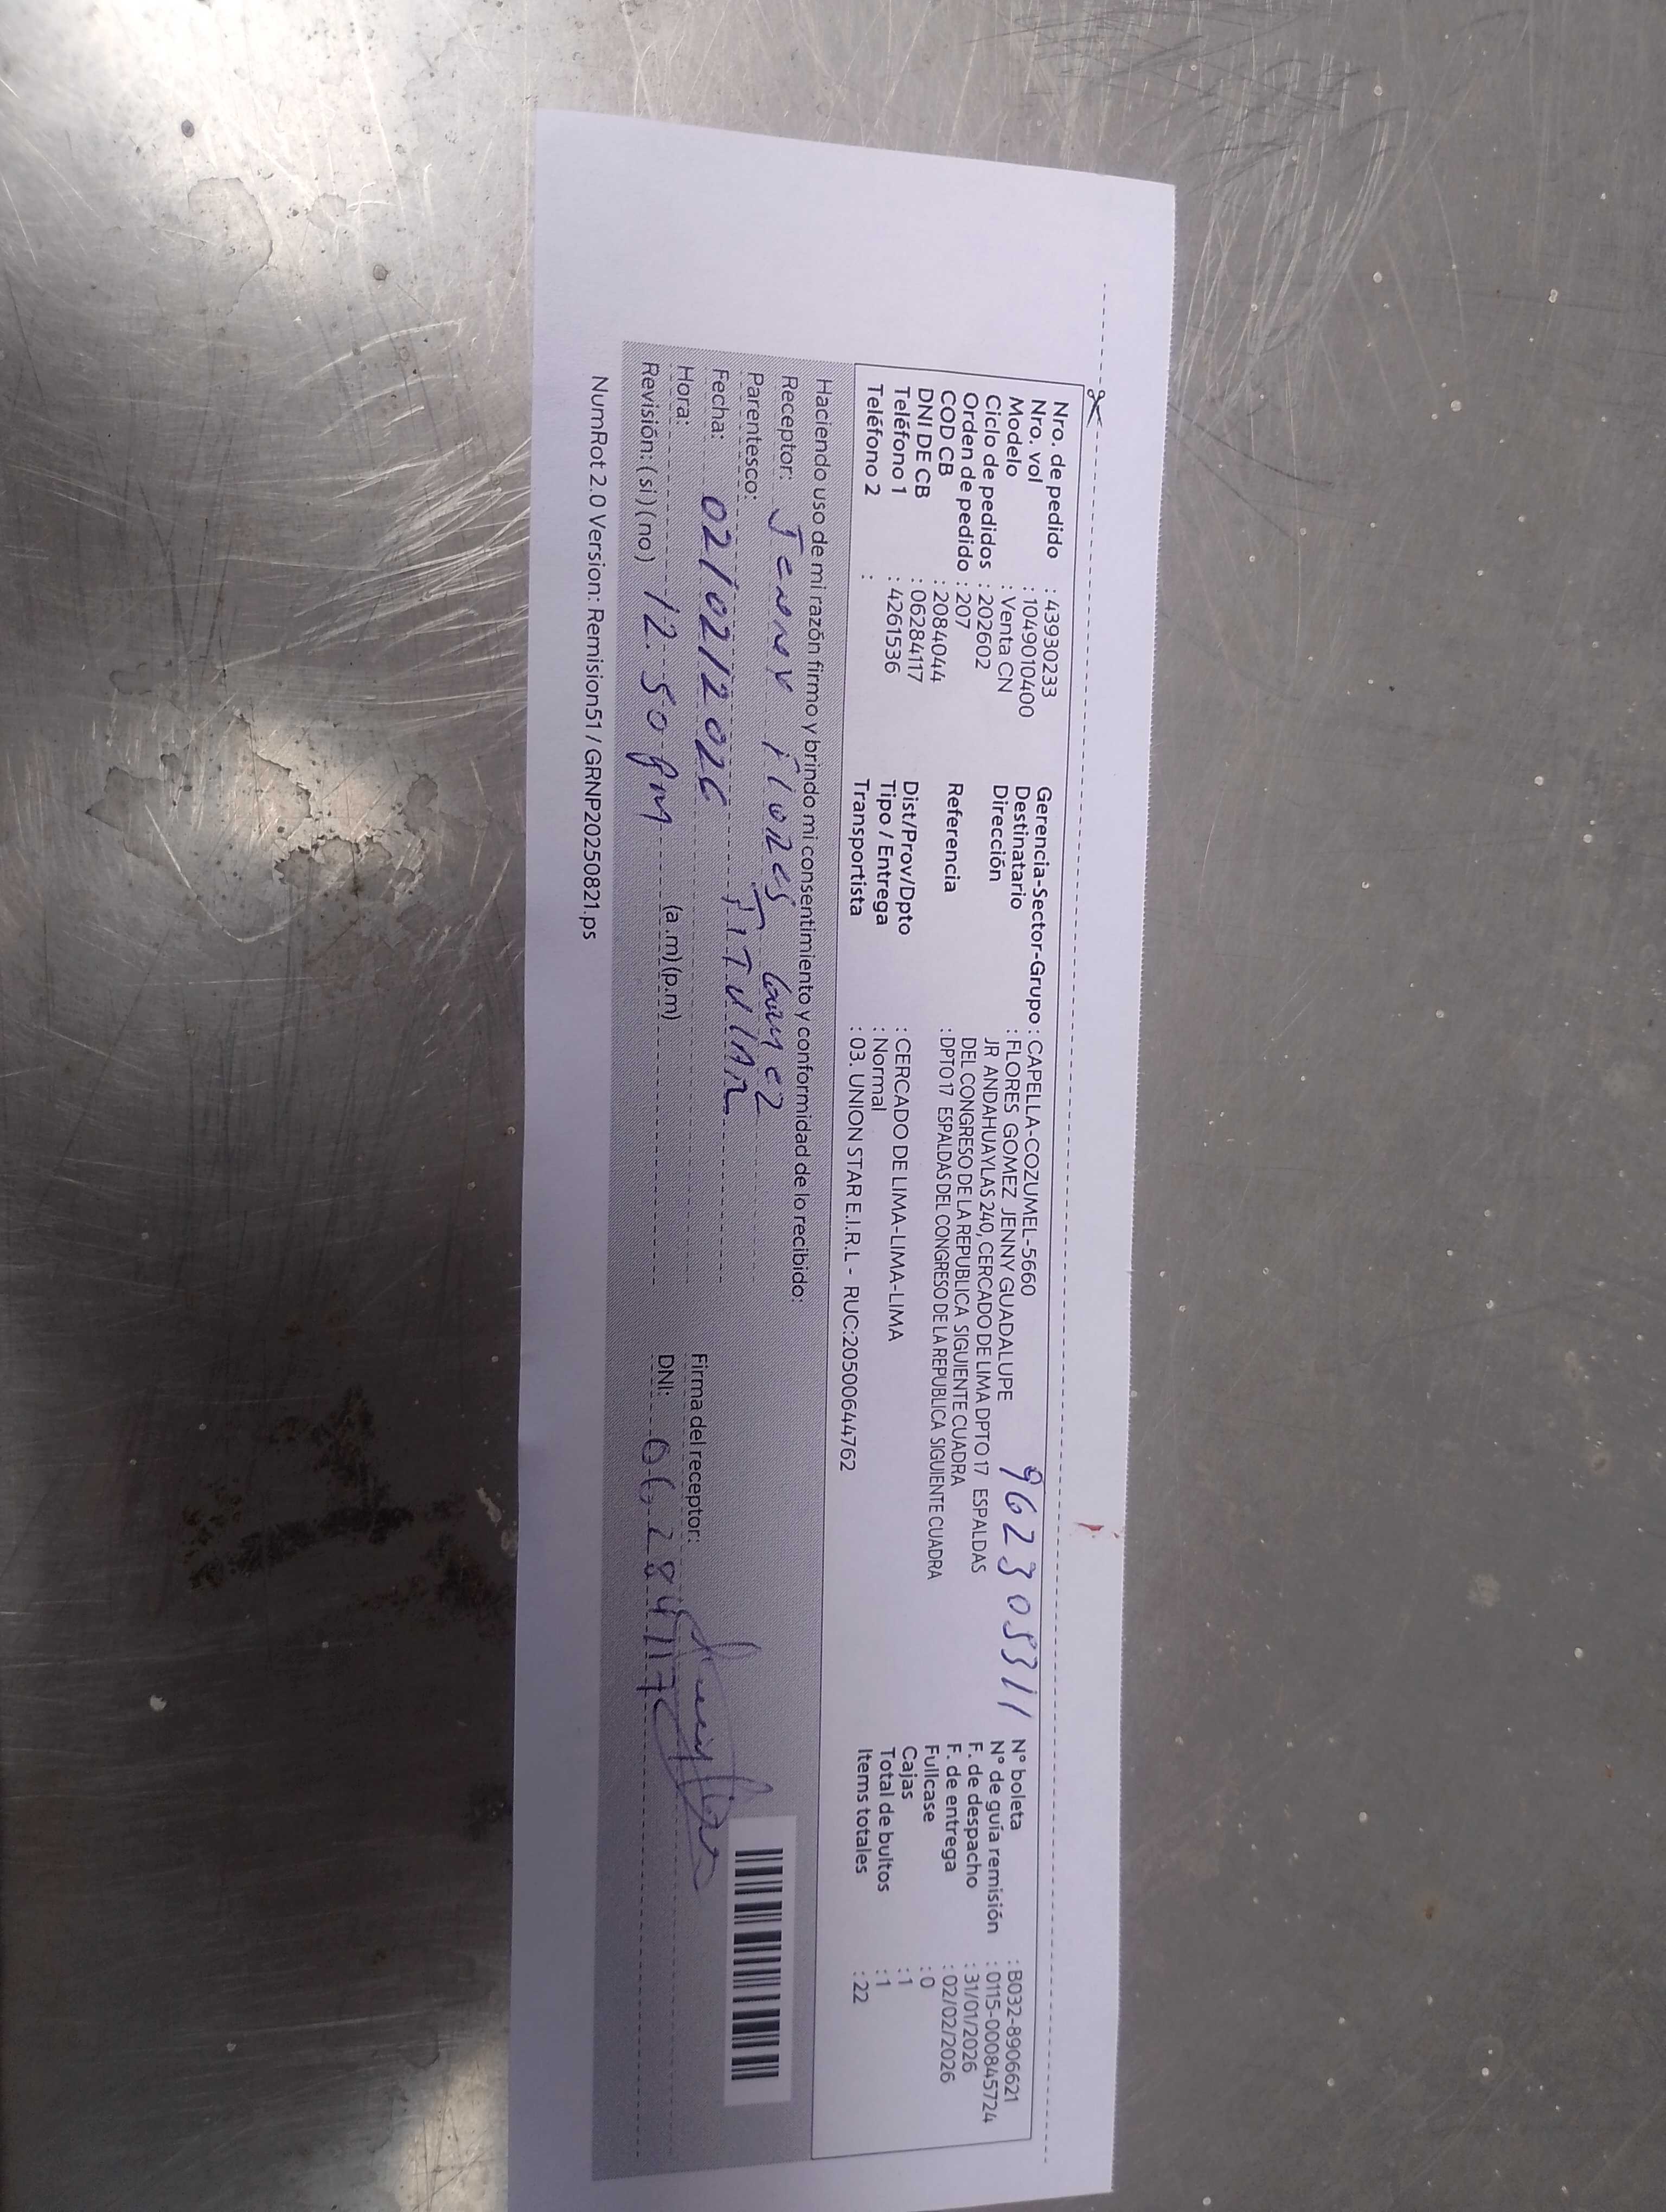 Nro. de pedido : 43930233
Nro. vol : 1049010400
Modelo : Venta CN
Ciclo de pedidos : 202602
Orden de pedido : 207
COD CB : 2084044
DNI DE CB : 06284117
Teléfono 1 : 4261536
Teléfono 2 :
Gerencia-Sector-Grupo : CAPELLA-COZUMEL-5660
Destinatario : FLORES GOMEZ JENNY GUADALUPE
Dirección JR ANDAHUAYLAS 240, CERCADO DE LIMA DPTO 17 ESPALDAS
DEL CONGRESO DE LA REPUBLICA SIGUIENTE CUADRA
Referencia : DPTO 17 ESPALDAS DEL CONGRESO DE LA REPUBLICA SIGUIENTE CUADRA
Dist/Prov/Dpto : CERCADO DE LIMA-LIMA-LIMA
Tipo / Entrega : Normal
Transportista : 03. UNION STAR E.I.R.L - RUC:20500644762
962305311
N° boleta : B032-8906621
N° de guía remisión : 0115-000845724
F. de despacho : 31/01/2026
F. de entrega : 02/02/2026
Fullcase : 0
Cajas : 1
Total de bultos : 1
Items totales : 22
Haciendo uso de mi razón firmo y brindo mi consentimiento y conformidad de lo recibido:
Receptor: Jenny Flores Gomez
Parentesco: TITULAR
Fecha: 02/02/2026
Hora: 12.50 pm (a.m)(p.m)
Revisión: (si) (no)
Firma del receptor:
DNI: 06284117
NumRot 2.0 Version: Remision51 / GRNP20250821.ps